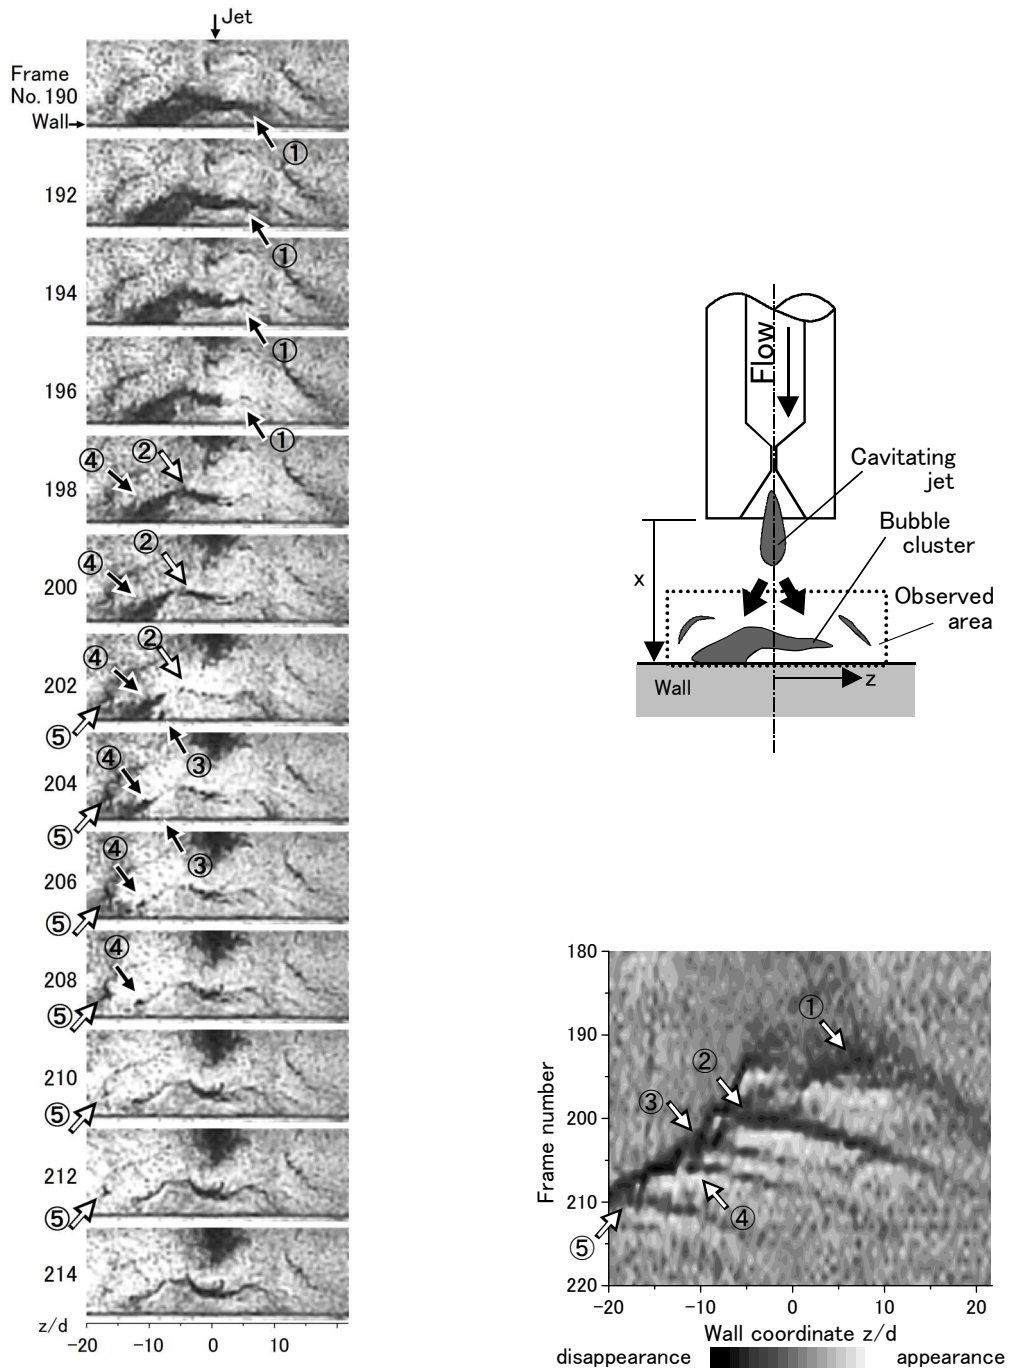 Jet
Frame
No. 190
Wall
①
192
①
194
①
196
①
②
④
198
②
④
200
②
④
202
⑤
③
④
204
⑤
③
④
206
⑤
④
208
⑤
210
⑤
212
⑤
214
z/d
-20 -10 0 10
Flow
Cavitating
jet
Bubble
cluster
x
Observed
area
Wall
z
180
190
200
210
220
Frame number
①
②
③
④
⑤
-20 -10 0 10 20
Wall coordinate z/d
disappearance appearance